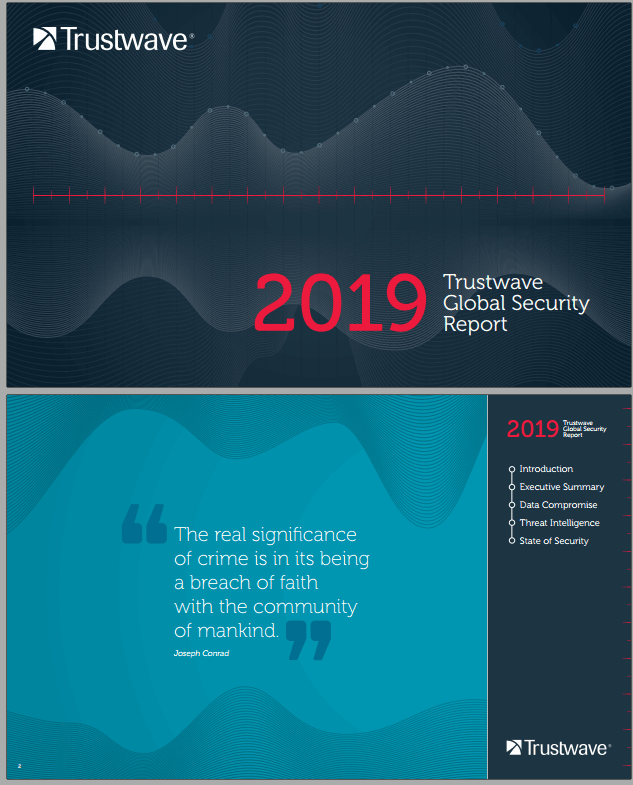 Trustwave®
2019
Trustwave
Global Security
Report
“
The real significance
of crime is in its being
a breach of faith
with the community
of mankind.
”
Joseph Conrad
2
2019
Trustwave
Global Security
Report
Introduction
Executive Summary
Data Compromise
Threat Intelligence
State of Security
Trustwave®